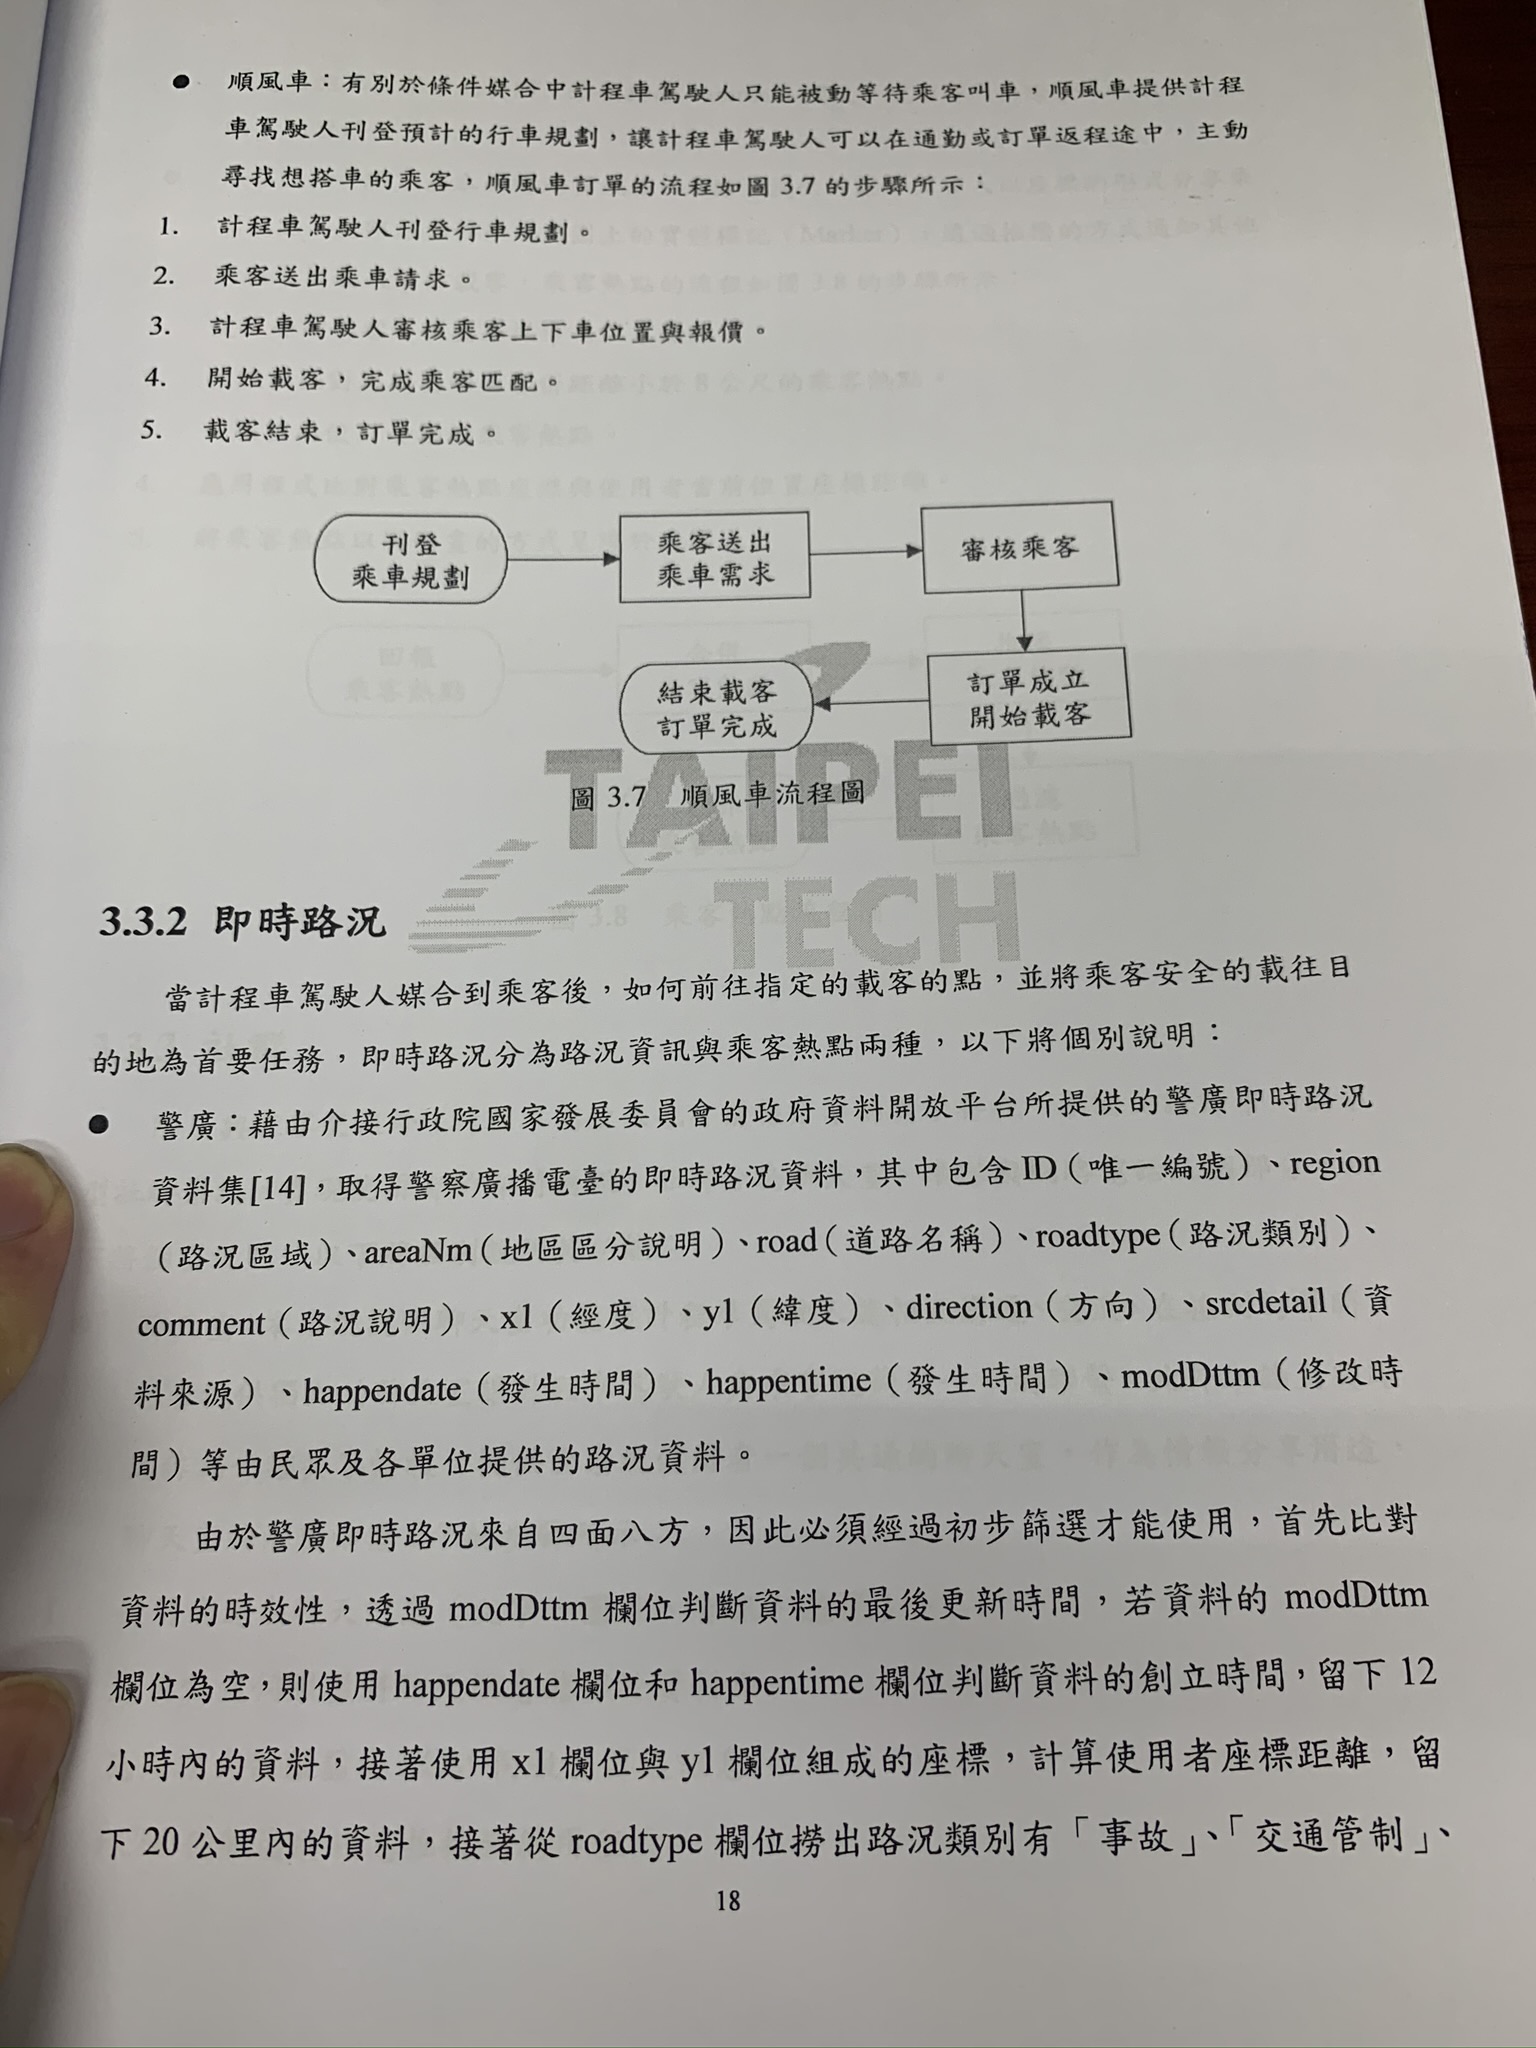 ● 順風車：有別於條件媒合中計程車駕駛人只能被動等待乘客叫車，順風車提供計程
車駕駛人刊登預計的行車規劃，讓計程車駕駛人可以在通勤或訂單返程途中，主動
尋找想搭車的乘客，順風車訂單的流程如圖 3.7 的步驟所示：
1. 計程車駕駛人刊登行車規劃。
2. 乘客送出乘車請求。
3. 計程車駕駛人審核乘客上下車位置與報價。
4. 開始載客，完成乘客匹配。
5. 載客結束，訂單完成。
刊登
乘車規劃
乘客送出
乘車需求
審核乘客
訂單成立
開始載客
結束載客
訂單完成
圖 3.7 順風車流程圖
TAIPEI
TECH
3.3.2 即時路況
當計程車駕駛人媒合到乘客後，如何前往指定的載客的點，並將乘客安全的載往目
的地為首要任務，即時路況分為路況資訊與乘客熱點兩種，以下將個別說明：
● 警廣：藉由介接行政院國家發展委員會的政府資料開放平台所提供的警廣即時路況
資料集[14]，取得警察廣播電臺的即時路況資料，其中包含 ID（唯一編號）、region
（路況區域）、areaNm（地區區分說明）、road（道路名稱）、roadtype（路況類別）、
comment（路況說明）、x1（經度）、y1（緯度）、direction（方向）、srcdetail（資
料來源）、happendate（發生時間）、happentime（發生時間）、modDttm（修改時
間）等由民眾及各單位提供的路況資料。
由於警廣即時路況來自四面八方，因此必須經過初步篩選才能使用，首先比對
資料的時效性，透過 modDttm 欄位判斷資料的最後更新時間，若資料的 modDttm
欄位為空，則使用 happendate 欄位和 happentime 欄位判斷資料的創立時間，留下 12
小時內的資料，接著使用 x1 欄位與 y1 欄位組成的座標，計算使用者座標距離，留
下 20 公里內的資料，接著從 roadtype 欄位撈出路況類別有「事故」、「交通管制」、
18